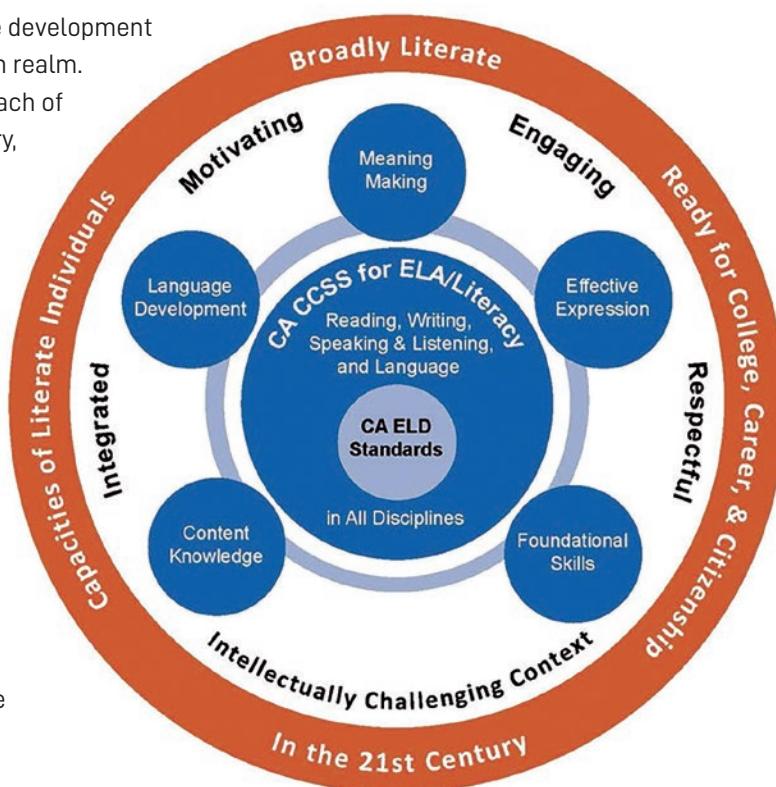 e development
n realm.
ach of
ry,
e
Broadly Literate
Ready for College, Career, & Citizenship
In the 21st Century
Capacities of Literate Individuals
Motivating
Engaging
Respectful
Intellectually Challenging Context
Integrated
Meaning
Making
Effective
Expression
Foundational
Skills
Content
Knowledge
Language
Development
CA CCSS for ELA/Literacy
Reading, Writing,
Speaking & Listening,
and Language
CA ELD
Standards
in All Disciplines